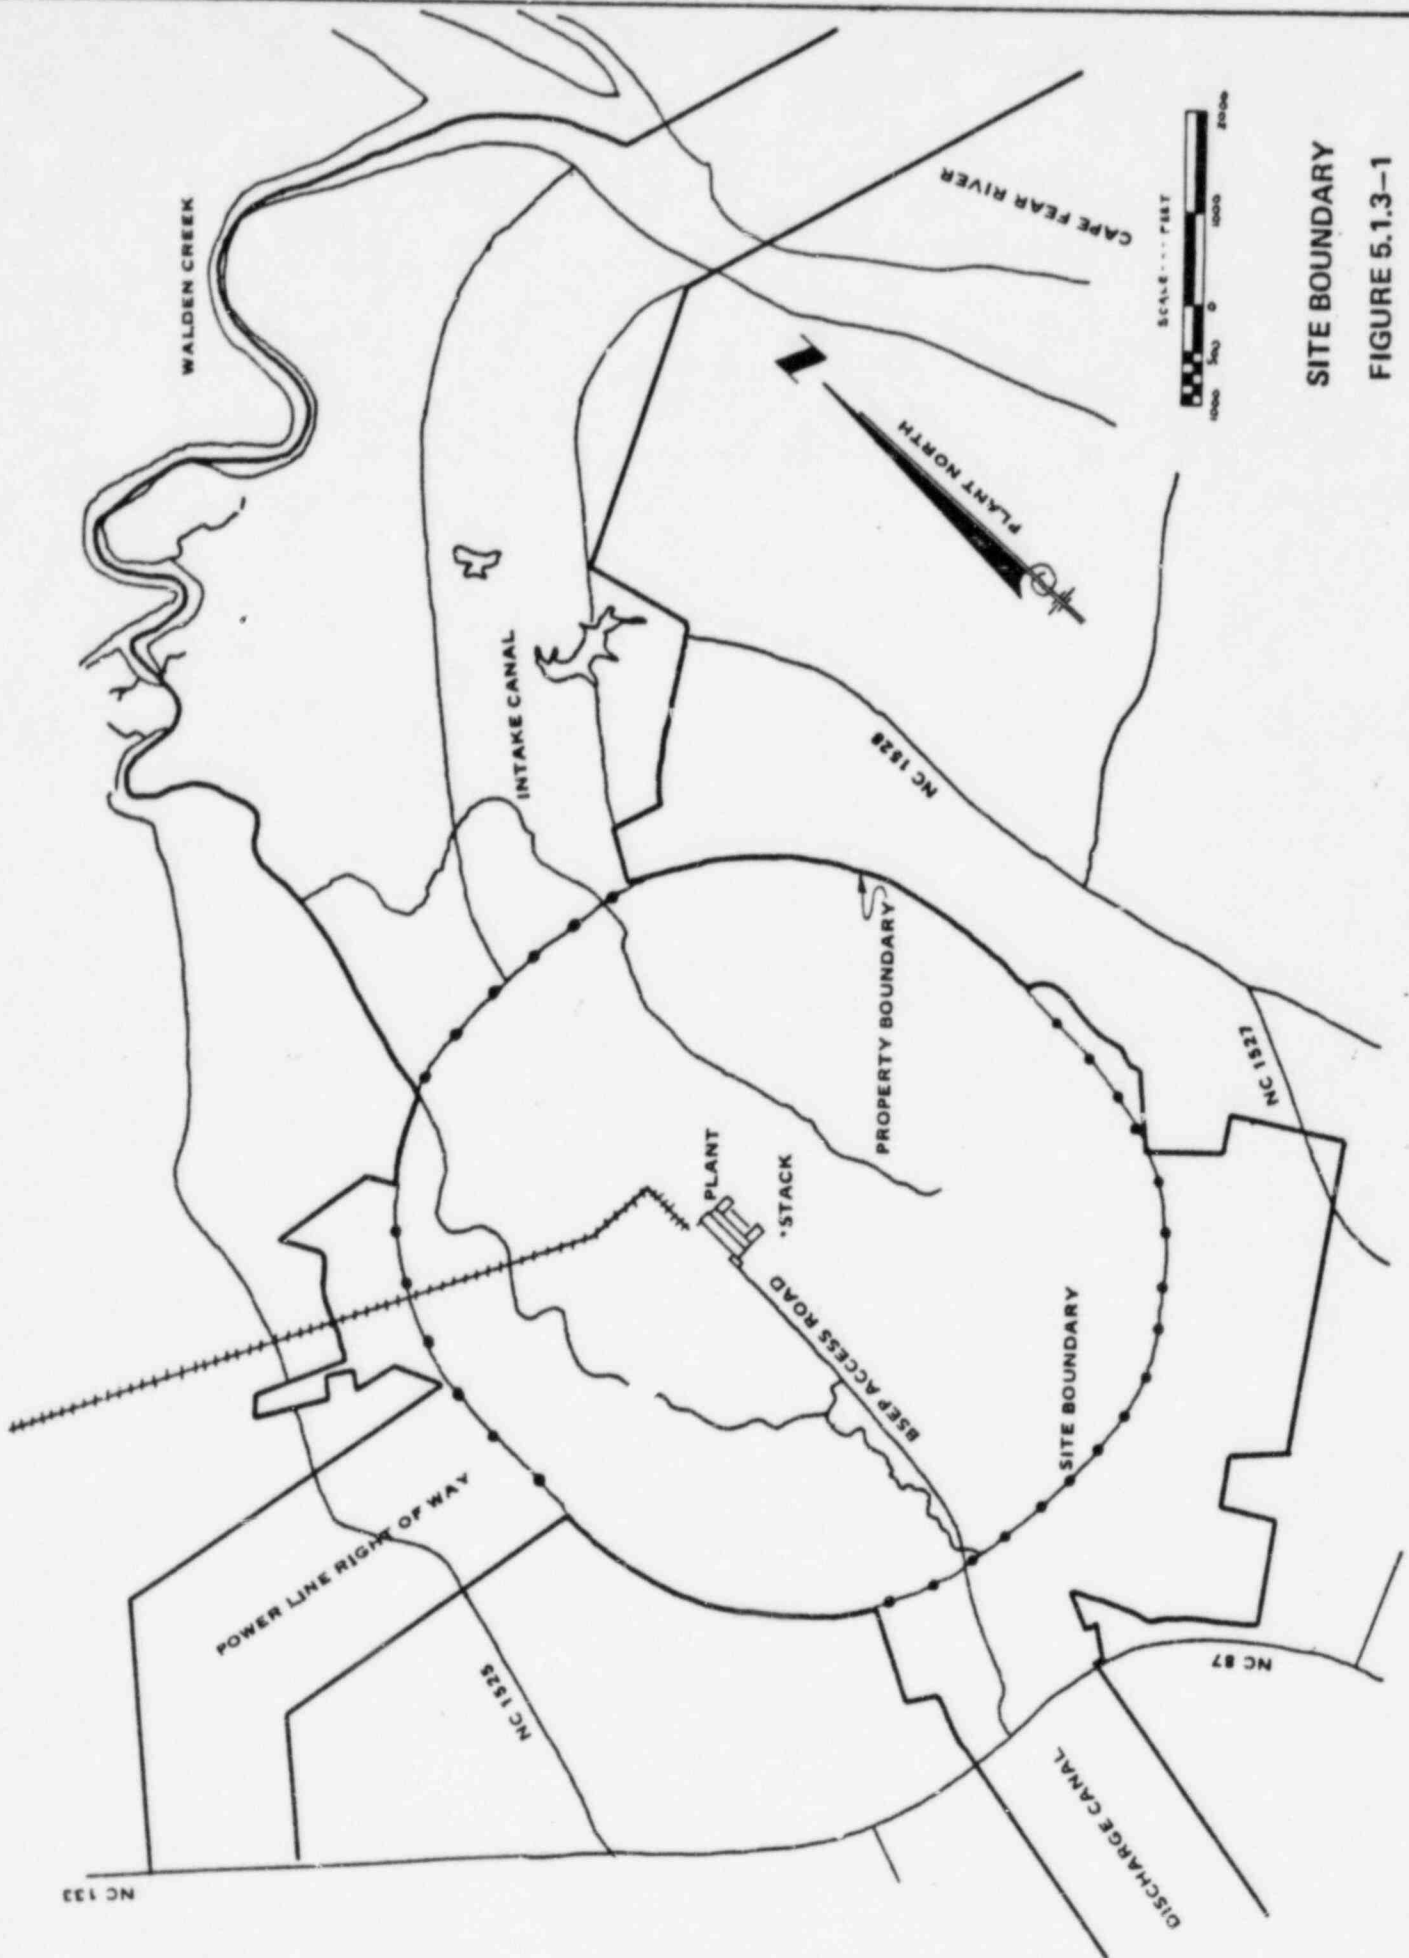 WALDEN CREEK
CAPE FEAR RIVER
SCALE - - - FEET
1000 500 0 1000 2000
SITE BOUNDARY
FIGURE 5.1.3-1
PLANT NORTH
INTAKE CANAL
NC 1528
PROPERTY BOUNDARY
NC 1527
PLANT
STACK
BSEP ACCESS ROAD
SITE BOUNDARY
POWER LINE RIGHT OF WAY
NC 1525
NC 87
NC 133
DISCHARGE CANAL